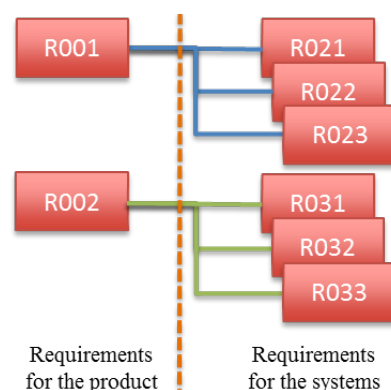 R001
R021
R022
R023
R002
R031
R032
R033
Requirements
for the product
Requirements
for the systems